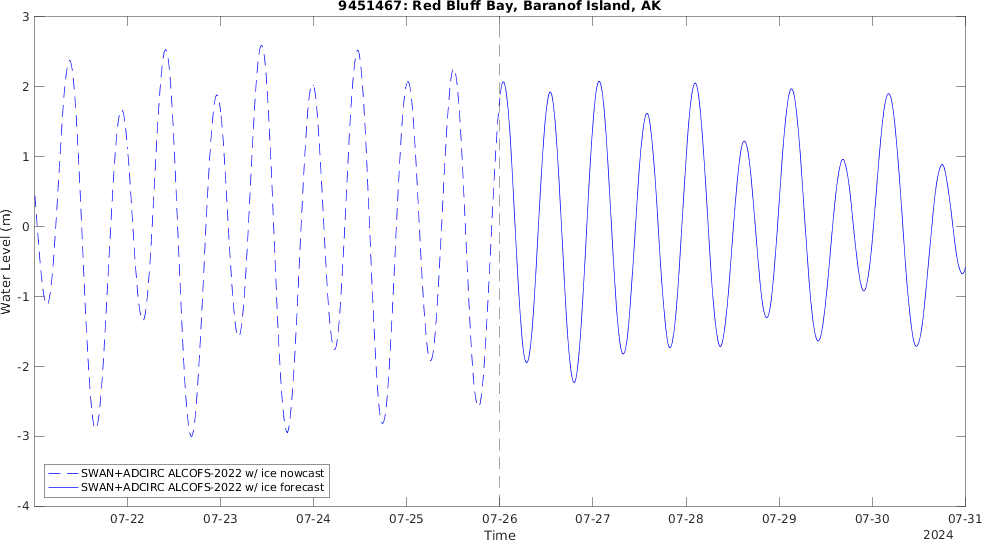 9451467: Red Bluff Bay, Baranof Island, AK
3
2
1
0
-1
-2
-3
-4
Water Level (m)
SWAN+ADCIRC ALCOFS-2022 w/ ice nowcast
SWAN+ADCIRC ALCOFS-2022 w/ ice forecast
07-22 07-23 07-24 07-25 07-26 07-27 07-28 07-29 07-30 07-31
Time
2024